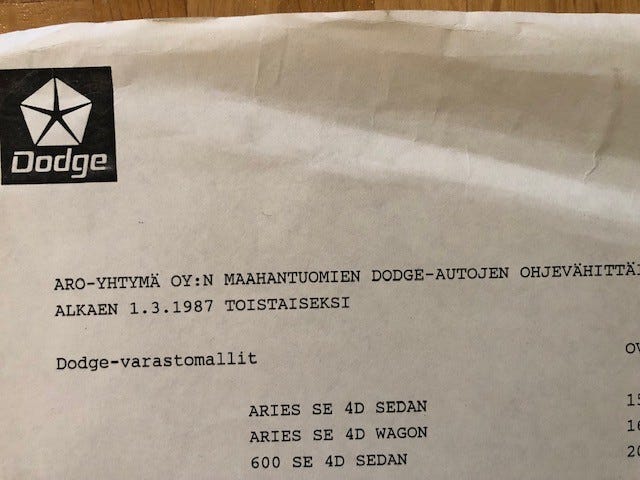 Dodge
ARO-YHTYMÄ OY:N MAAHANTUOMIEN DODGE-AUTOJEN
ALKAEN 1.3.1987 TOISTAISEKSI
Dodge-varastomallit
ARIES SE 4D SEDAN
ARIES SE 4D WAGON
600 SE 4D SEDAN